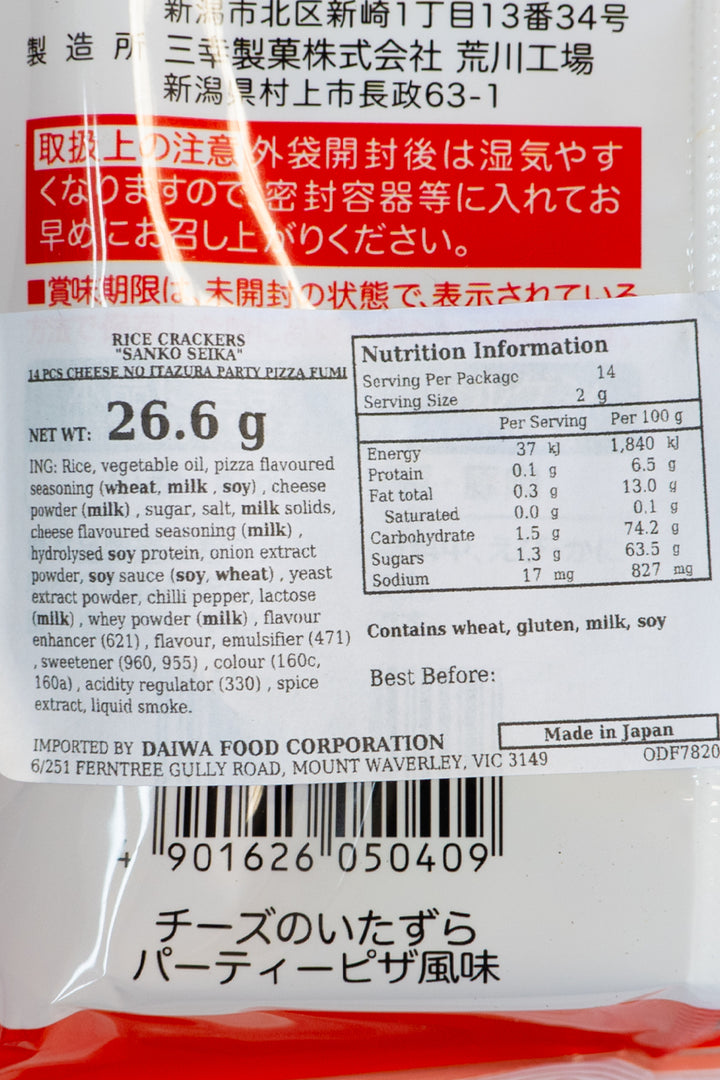 新潟市北区新崎1丁目13番34号
製造所 三幸製菓株式会社 荒川工場
新潟県村上市長政63-1
取扱上の注意 外袋開封後は湿気やす
くなりますので密封容器等に入れてお
早めにお召し上がりください。
■賞味期限は、未開封の状態で、表示されている
RICE CRACKERS
"SANKO SEIKA"
14 PCS CHEESE NO ITAZURA PARTY PIZZA FUMI
NET WT: 26.6 g
ING: Rice, vegetable oil, pizza flavoured
seasoning (wheat, milk , soy) , cheese
powder (milk) , sugar, salt, milk solids,
cheese flavoured seasoning (milk) ,
hydrolysed soy protein, onion extract
powder, soy sauce (soy, wheat) , yeast
extract powder, chilli pepper, lactose
(milk) , whey powder (milk) , flavour
enhancer (621) , flavour, emulsifier (471)
, sweetener (960, 955) , colour (160c,
160a) , acidity regulator (330) , spice
extract, liquid smoke.
Nutrition Information
Serving Per Package 14
Serving Size 2 g
Per Serving Per 100 g
Energy 37 kJ 1,840 kJ
Protein 0.1 g 6.5 g
Fat total 0.3 g 13.0 g
Saturated 0.0 g 0.1 g
Carbohydrate 1.5 g 74.2 g
Sugars 1.3 g 63.5 g
Sodium 17 mg 827 mg
Contains wheat, gluten, milk, soy
Best Before:
Made in Japan
IMPORTED BY DAIWA FOOD CORPORATION
6/251 FERNTREE GULLY ROAD, MOUNT WAVERLEY, VIC 3149
ODF7820
4 901626 050409
チーズのいたずら
パーティーピザ風味